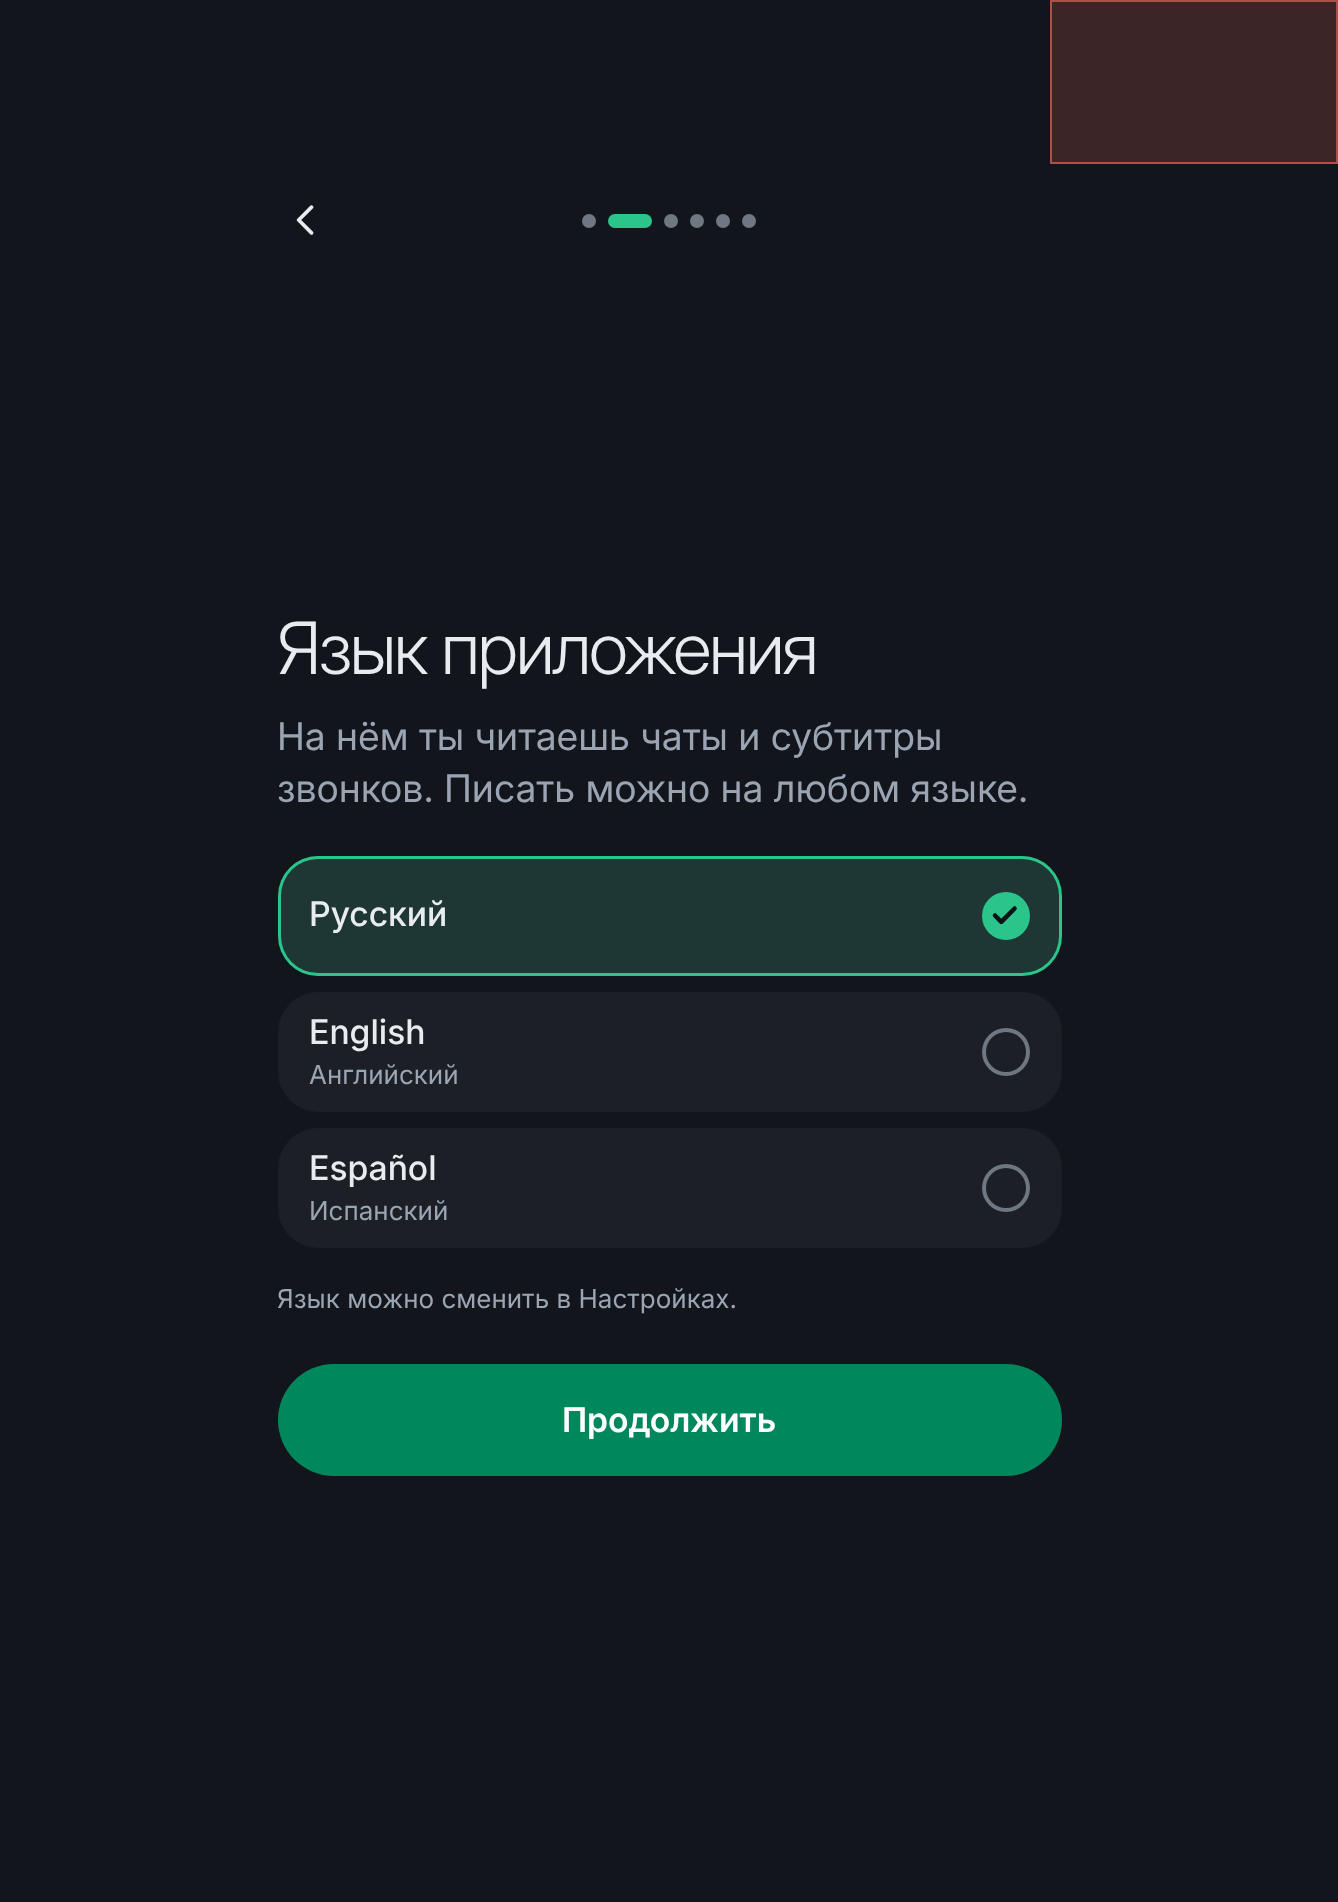 Язык приложения
На нём ты читаешь чаты и субтитры
звонков. Писать можно на любом языке.
Русский
English
Английский
Español
Испанский
Язык можно сменить в Настройках.
Продолжить